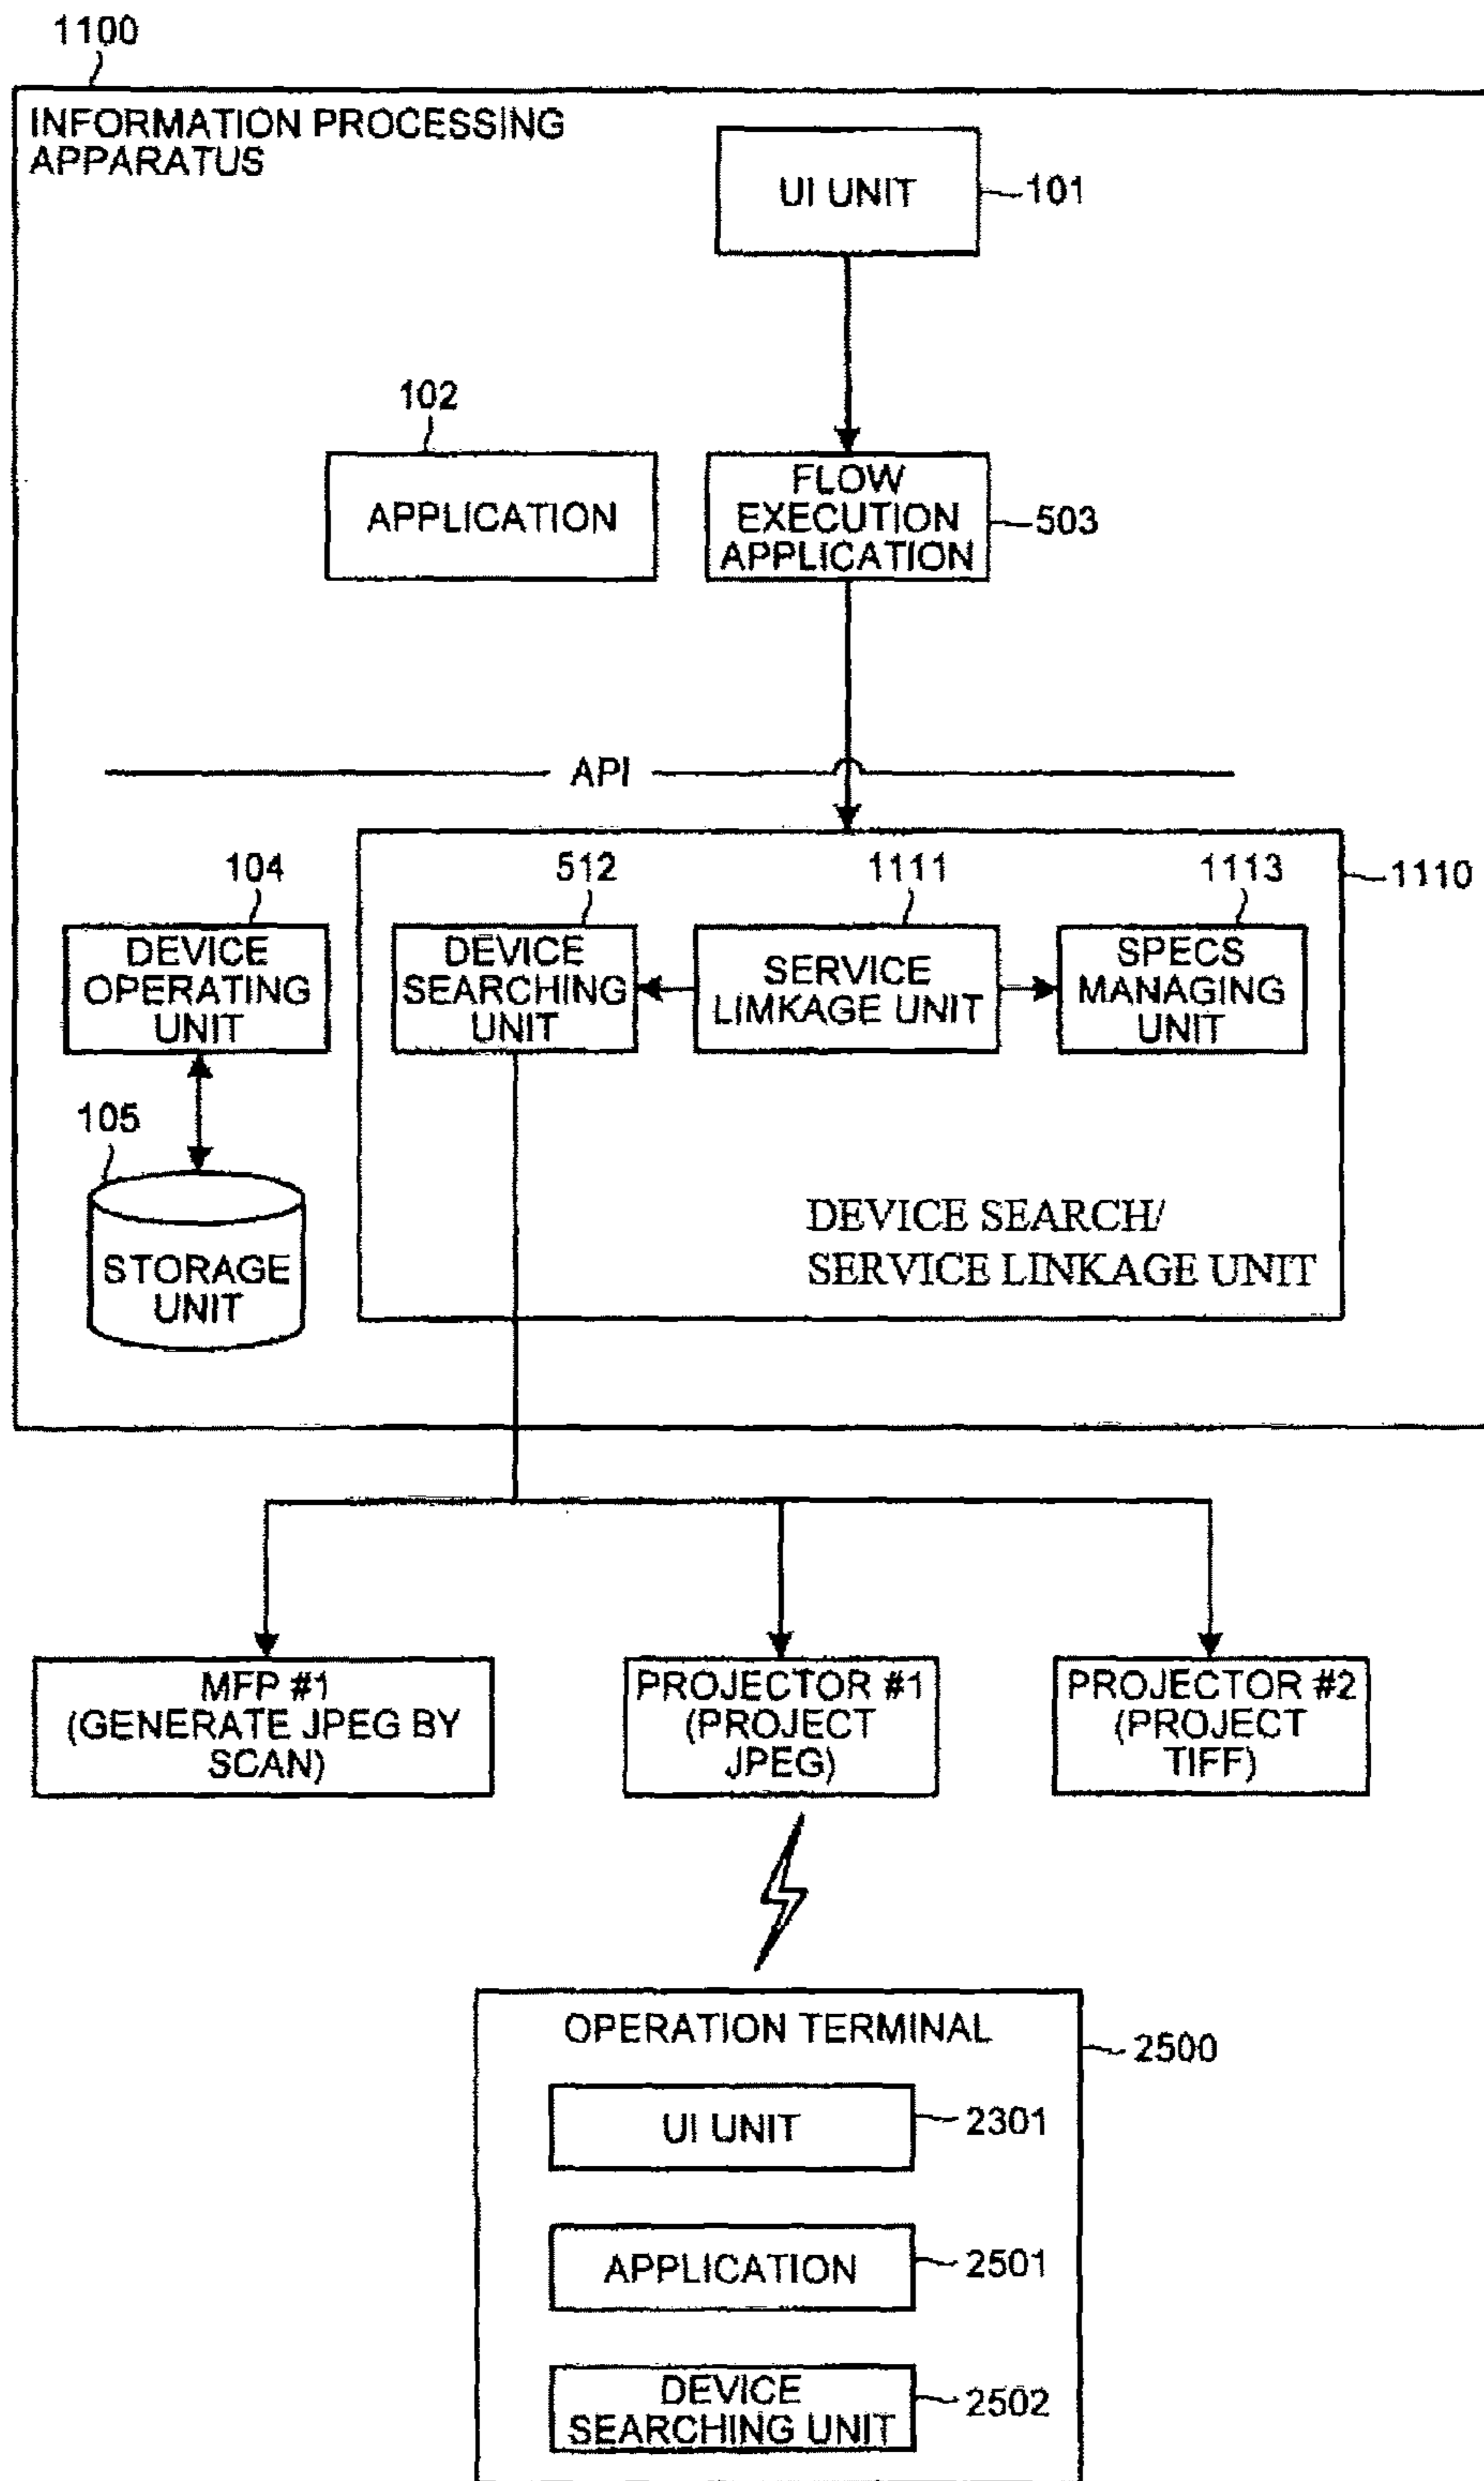 1100
INFORMATION PROCESSING
APPARATUS
UI UNIT
101
102
APPLICATION
FLOW
EXECUTION
APPLICATION
503
API
104
512
1111
1113
1110
DEVICE
OPERATING
UNIT
DEVICE
SEARCHING
UNIT
SERVICE
LIMKAGE UNIT
SPECS
MANAGING
UNIT
105
STORAGE
UNIT
DEVICE SEARCH/
SERVICE LINKAGE UNIT
MFP #1
(GENERATE JPEG BY
SCAN)
PROJECTOR #1
(PROJECT
JPEG)
PROJECTOR #2
(PROJECT
TIFF)
OPERATION TERMINAL
2500
UI UNIT
2301
APPLICATION
2501
DEVICE
SEARCHING UNIT
2502